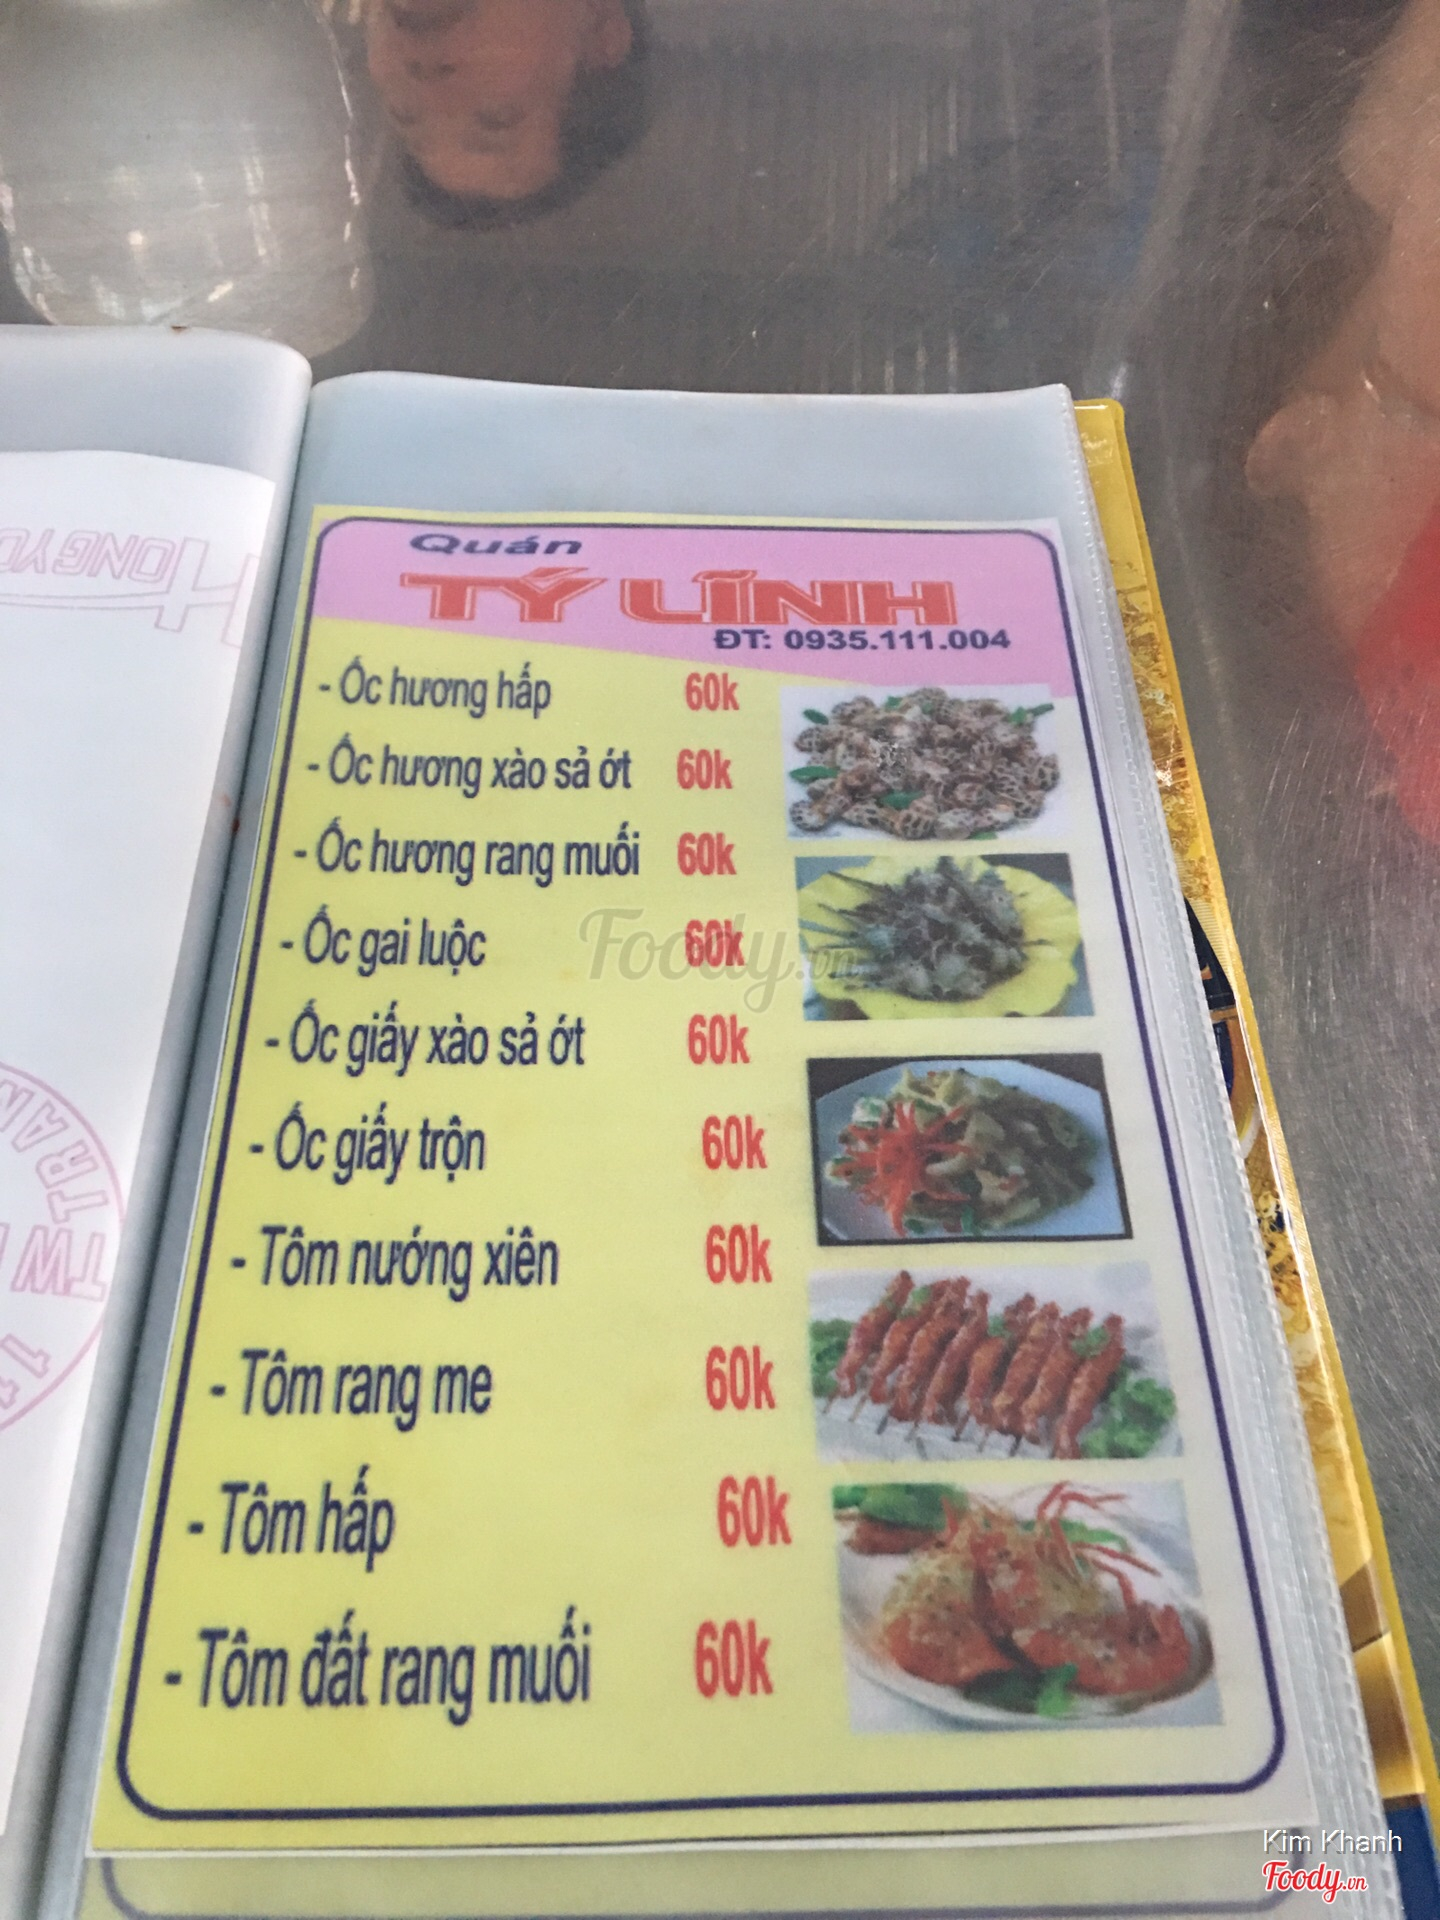 Quán
TÝ LĨNH
ĐT: 0935.111.004
- Ốc hương hấp 60k
- Ốc hương xào sả ớt 60k
- Ốc hương rang muối 60k
- Ốc gai luộc 60k
- Ốc giấy xào sả ớt 60k
- Ốc giấy trộn 60k
- Tôm nướng xiên 60k
- Tôm rang me 60k
- Tôm hấp 60k
- Tôm đất rang muối 60k
Foody.vn
Kim Khanh
Foody.vn